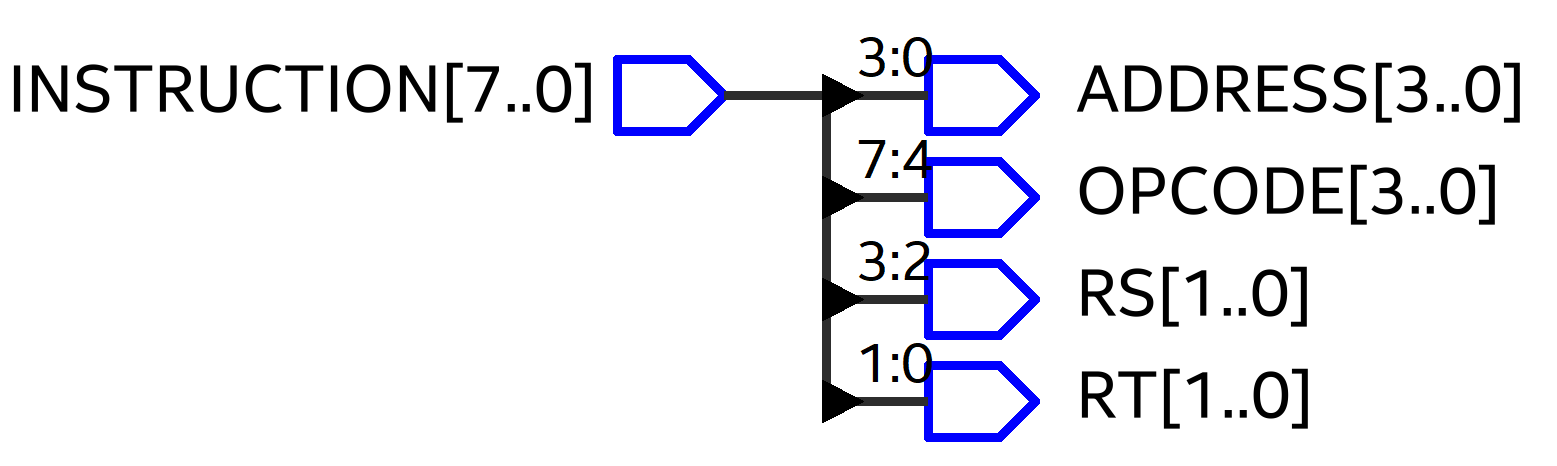 INSTRUCTION[7..0] 3:0 ADDRESS[3..0]
7:4 OPCODE[3..0]
3:2 RS[1..0]
1:0 RT[1..0]